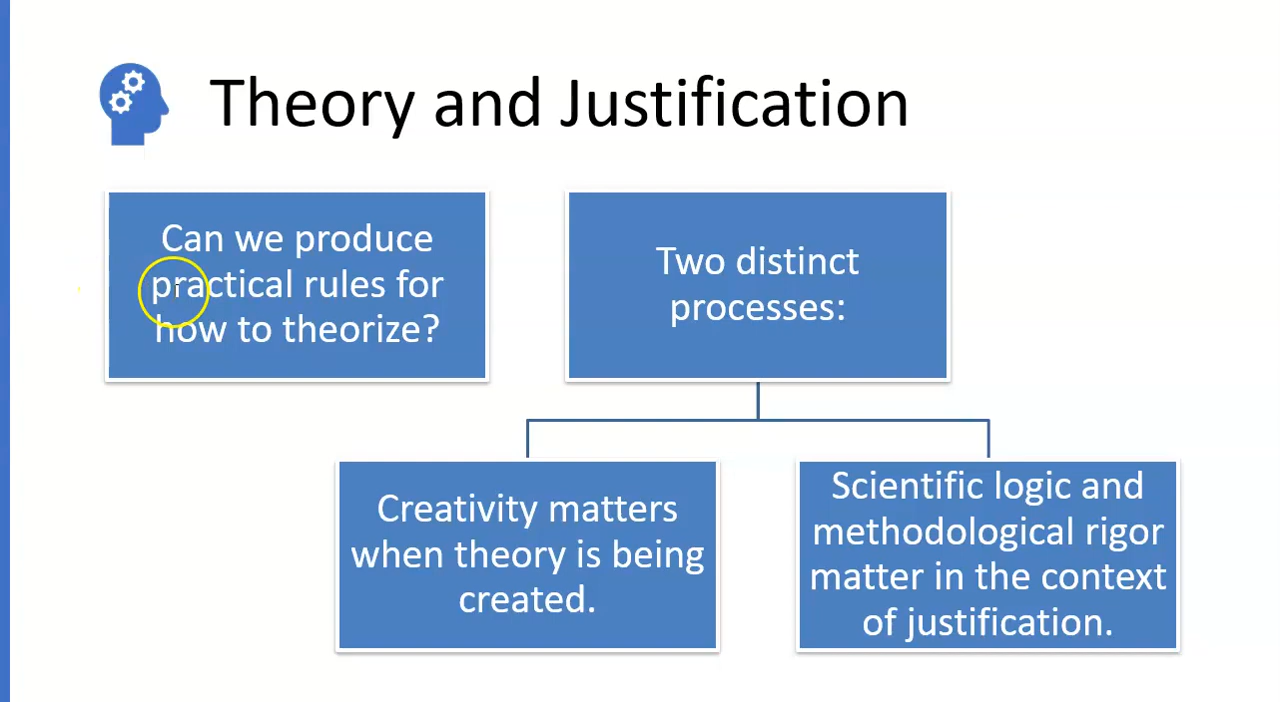 Theory and Justification
Can we produce
practical rules for
how to theorize?
Two distinct
processes:
Creativity matters
when theory is being
created.
Scientific logic and
methodological rigor
matter in the context
of justification.